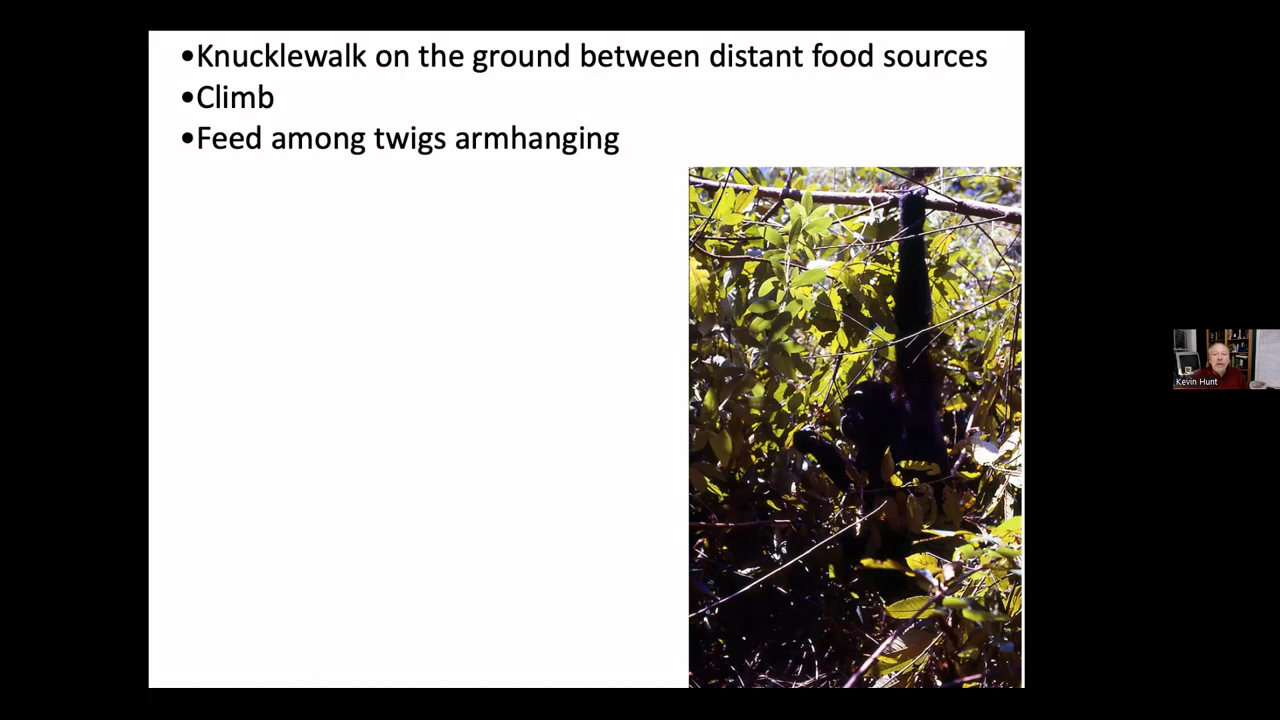 •Knucklewalk on the ground between distant food sources
•Climb
•Feed among twigs armhanging
Kevin Hunt